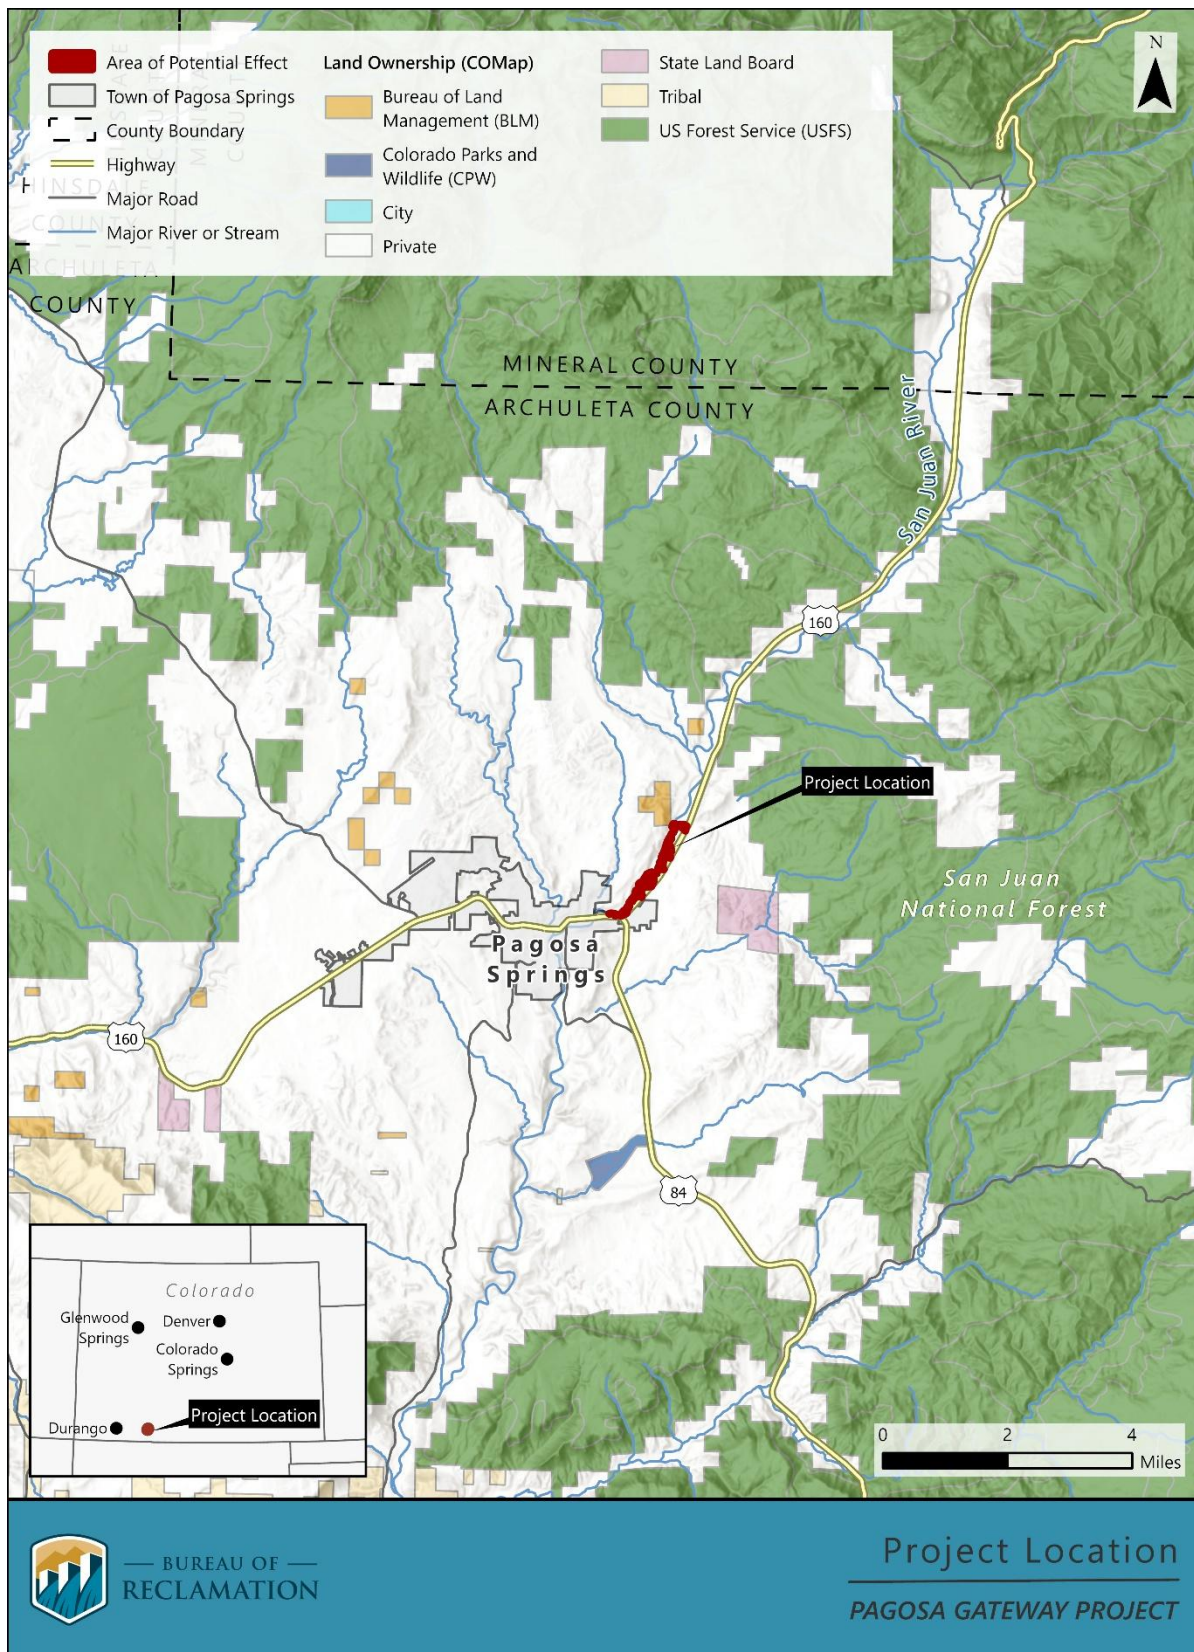 N
Area of Potential Effect
Town of Pagosa Springs
County Boundary
Highway
Major Road
Major River or Stream
Land Ownership (COMap)
Bureau of Land
Management (BLM)
Colorado Parks and
Wildlife (CPW)
City
Private
State Land Board
Tribal
US Forest Service (USFS)
HINSDALE
COUNTY
ARCHULETA
COUNTY
MINERAL COUNTY
ARCHULETA COUNTY
San Juan River
160
Project Location
San Juan
National Forest
Pagosa
Springs
160
84
Colorado
Glenwood
Springs
Denver
Colorado
Springs
Durango
Project Location
0 2 4
Miles
BUREAU OF
RECLAMATION
Project Location
PAGOSA GATEWAY PROJECT